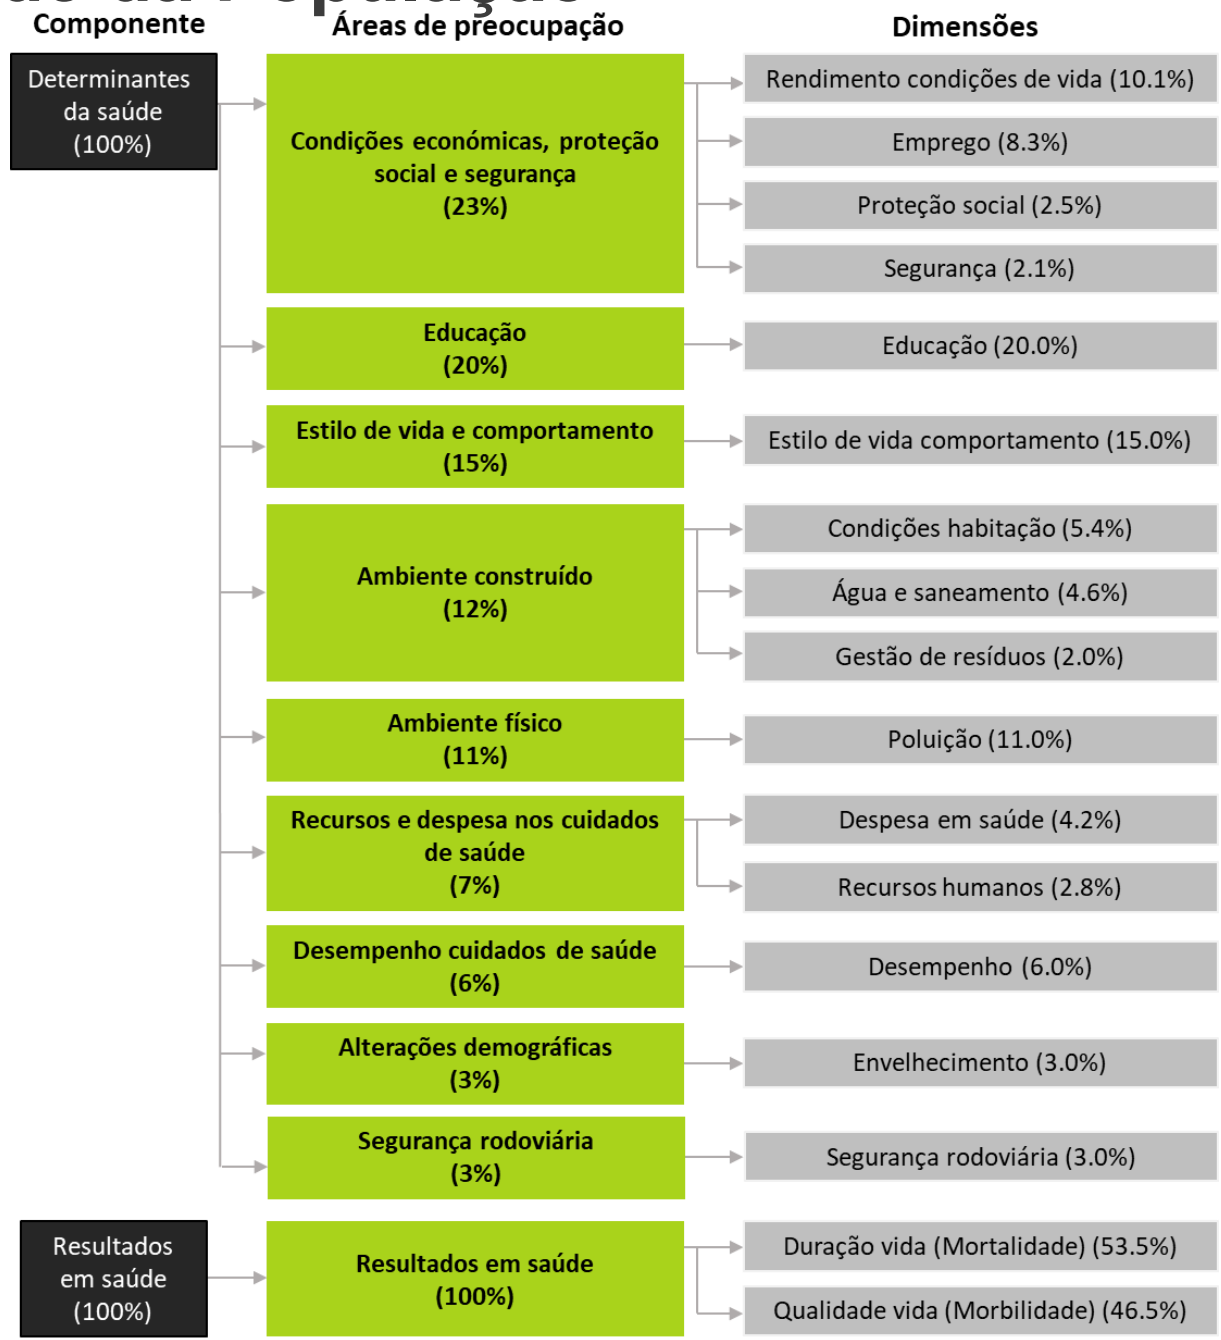 Componente
Áreas de preocupação
Dimensões
Determinantes
da saúde
(100%)
Condições económicas, proteção
social e segurança
(23%)
Rendimento condições de vida (10.1%)
Emprego (8.3%)
Proteção social (2.5%)
Segurança (2.1%)
Educação
(20%)
Educação (20.0%)
Estilo de vida e comportamento
(15%)
Estilo de vida comportamento (15.0%)
Ambiente construído
(12%)
Condições habitação (5.4%)
Água e saneamento (4.6%)
Gestão de resíduos (2.0%)
Ambiente físico
(11%)
Poluição (11.0%)
Recursos e despesa nos cuidados
de saúde
(7%)
Despesa em saúde (4.2%)
Recursos humanos (2.8%)
Desempenho cuidados de saúde
(6%)
Desempenho (6.0%)
Alterações demográficas
(3%)
Envelhecimento (3.0%)
Segurança rodoviária
(3%)
Segurança rodoviária (3.0%)
Resultados
em saúde
(100%)
Resultados em saúde
(100%)
Duração vida (Mortalidade) (53.5%)
Qualidade vida (Morbilidade) (46.5%)